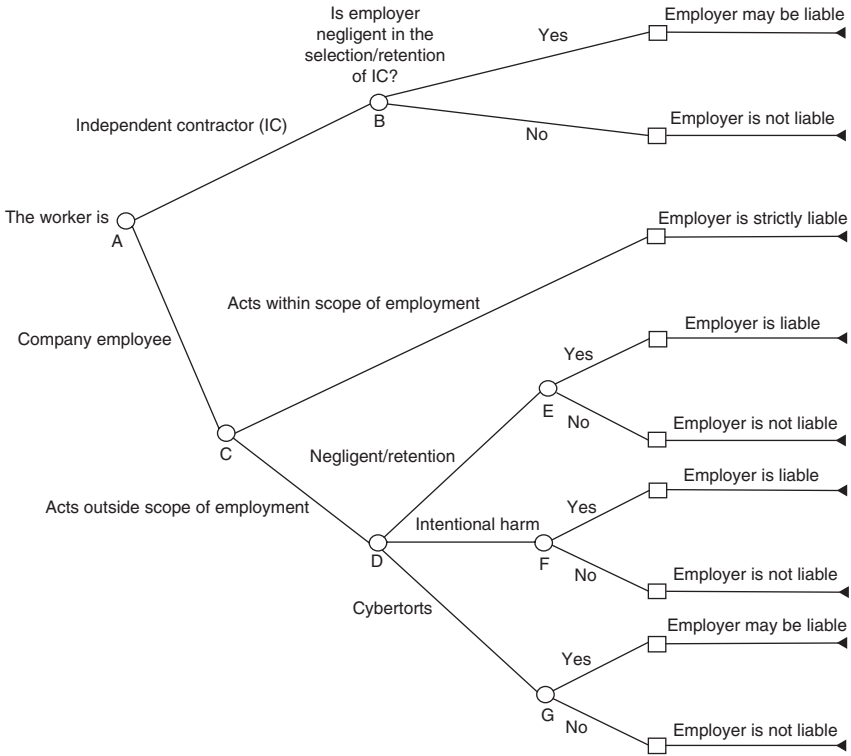 Is employer
negligent in the
selection/retention
of IC?
Yes
Employer may be liable
Independent contractor (IC)
B
No
Employer is not liable
The worker is
A
Employer is strictly liable
Acts within scope of employment
Company employee
Employer is liable
Yes
E
No
Employer is not liable
C
Negligent/retention
Employer is liable
Acts outside scope of employment
Intentional harm
Yes
D
F
No
Employer is not liable
Cybertorts
Employer may be liable
Yes
G
No
Employer is not liable